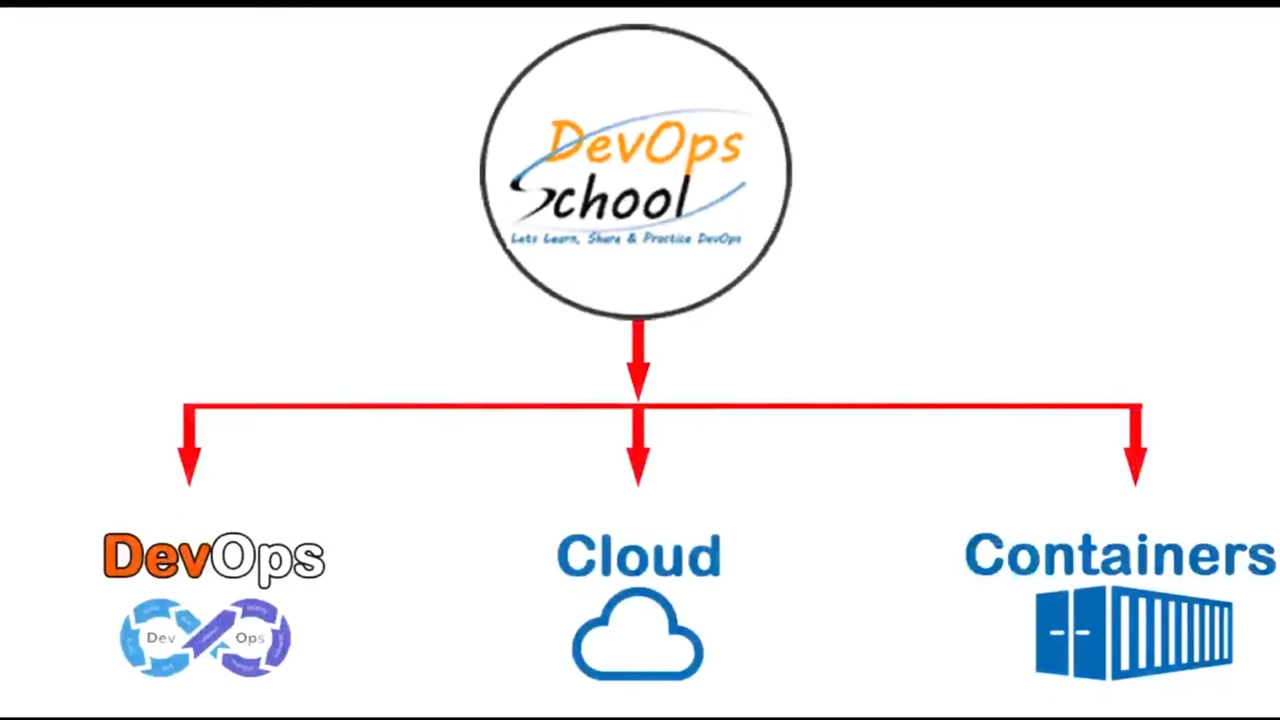 DevOps
School
Lets Learn, Share & Practice DevOps
DevOps
Cloud
Containers
Dev
Ops